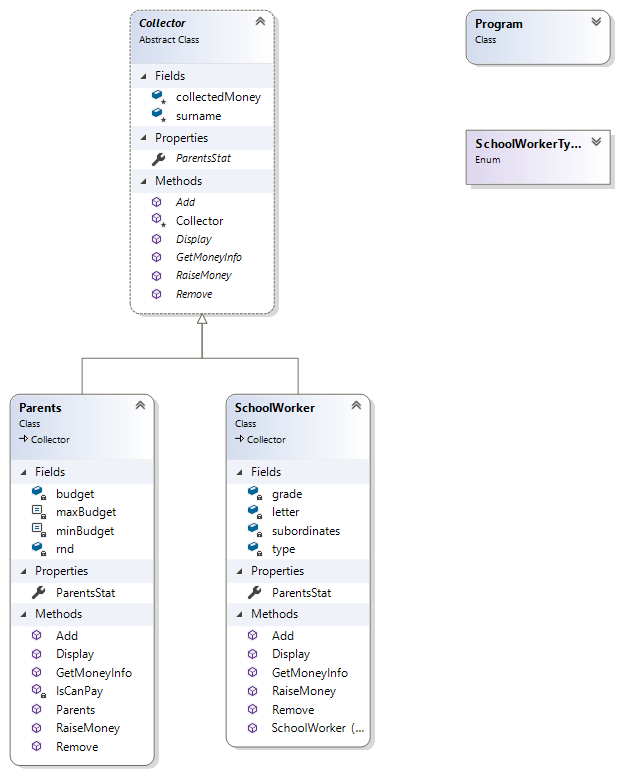 Collector
Abstract Class
Fields
collectedMoney
surname
Properties
ParentsStat
Methods
Add
Collector
Display
GetMoneyInfo
RaiseMoney
Remove
Program
Class
SchoolWorkerTy...
Enum
Parents
Class
Collector
Fields
budget
maxBudget
minBudget
rnd
Properties
ParentsStat
Methods
Add
Display
GetMoneyInfo
IsCanPay
Parents
RaiseMoney
Remove
SchoolWorker
Class
Collector
Fields
grade
letter
subordinates
type
Properties
ParentsStat
Methods
Add
Display
GetMoneyInfo
RaiseMoney
Remove
SchoolWorker (...